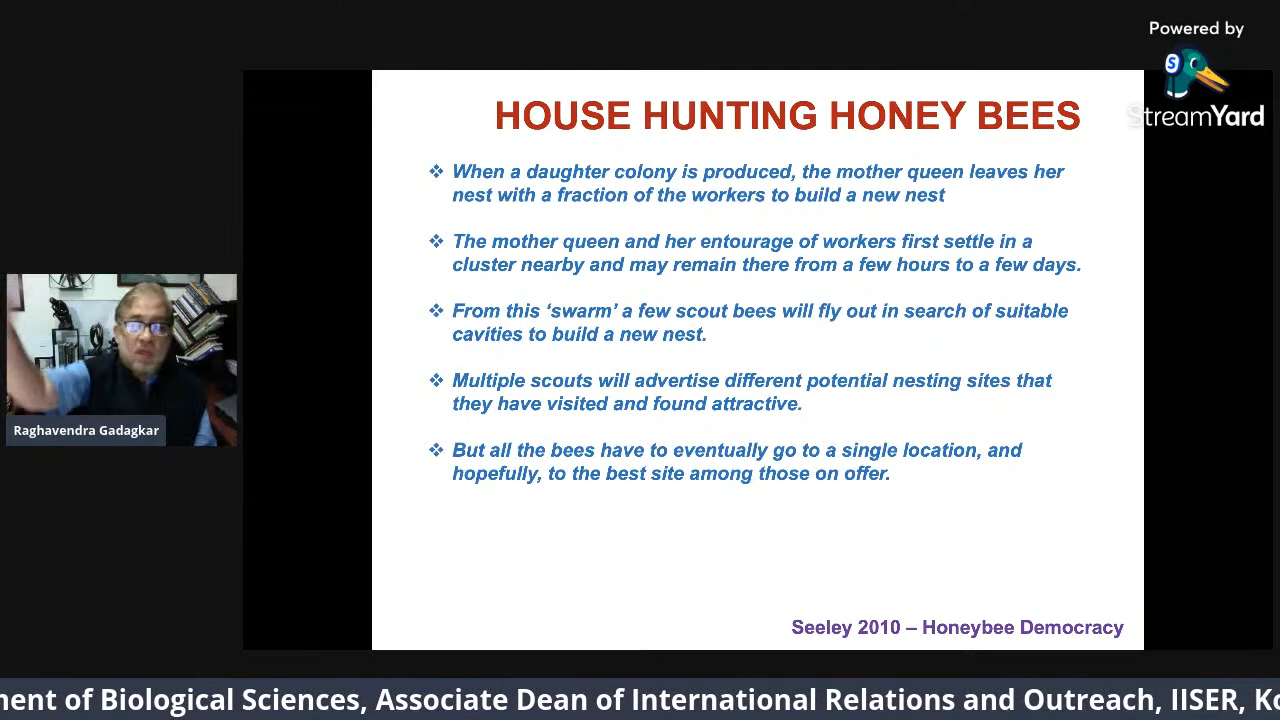 Powered by
StreamYard
HOUSE HUNTING HONEY BEES
❖ When a daughter colony is produced, the mother queen leaves her
nest with a fraction of the workers to build a new nest
❖ The mother queen and her entourage of workers first settle in a
cluster nearby and may remain there from a few hours to a few days.
❖ From this ‘swarm’ a few scout bees will fly out in search of suitable
cavities to build a new nest.
❖ Multiple scouts will advertise different potential nesting sites that
they have visited and found attractive.
❖ But all the bees have to eventually go to a single location, and
hopefully, to the best site among those on offer.
Raghavendra Gadagkar
Seeley 2010 – Honeybee Democracy
ment of Biological Sciences, Associate Dean of International Relations and Outreach, IISER, Ko